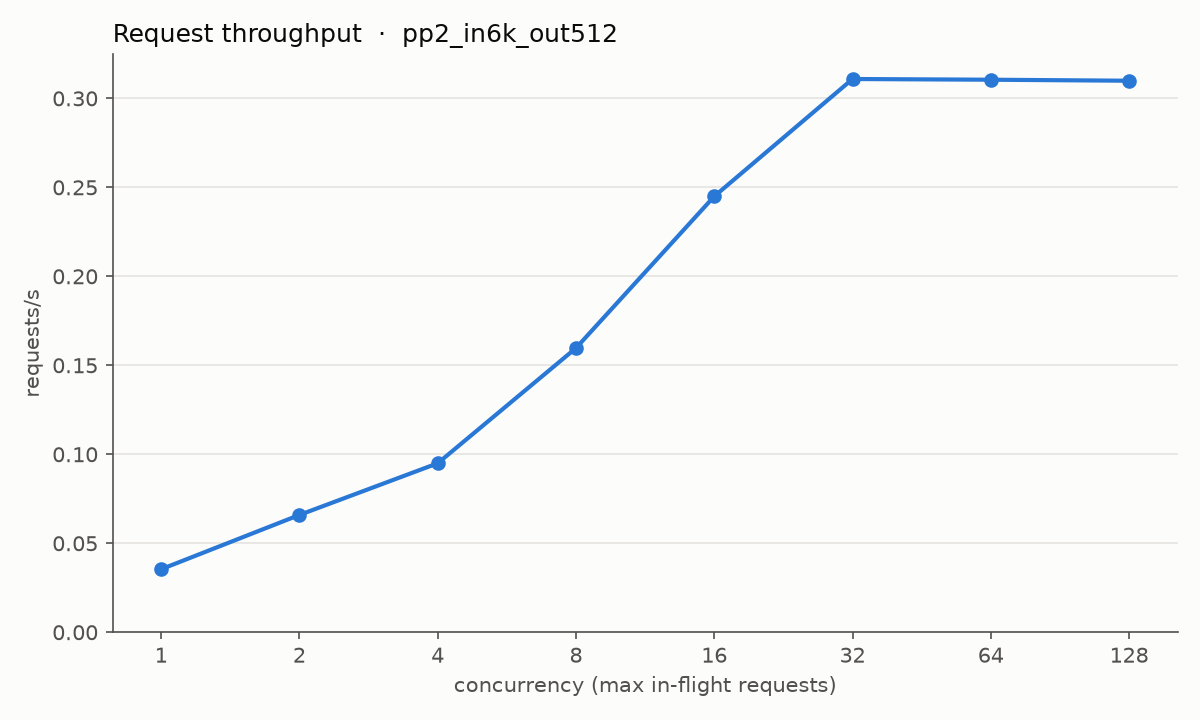 Request throughput · pp2_in6k_out512
requests/s
0.30
0.25
0.20
0.15
0.10
0.05
0.00
1 2 4 8 16 32 64 128
concurrency (max in-flight requests)